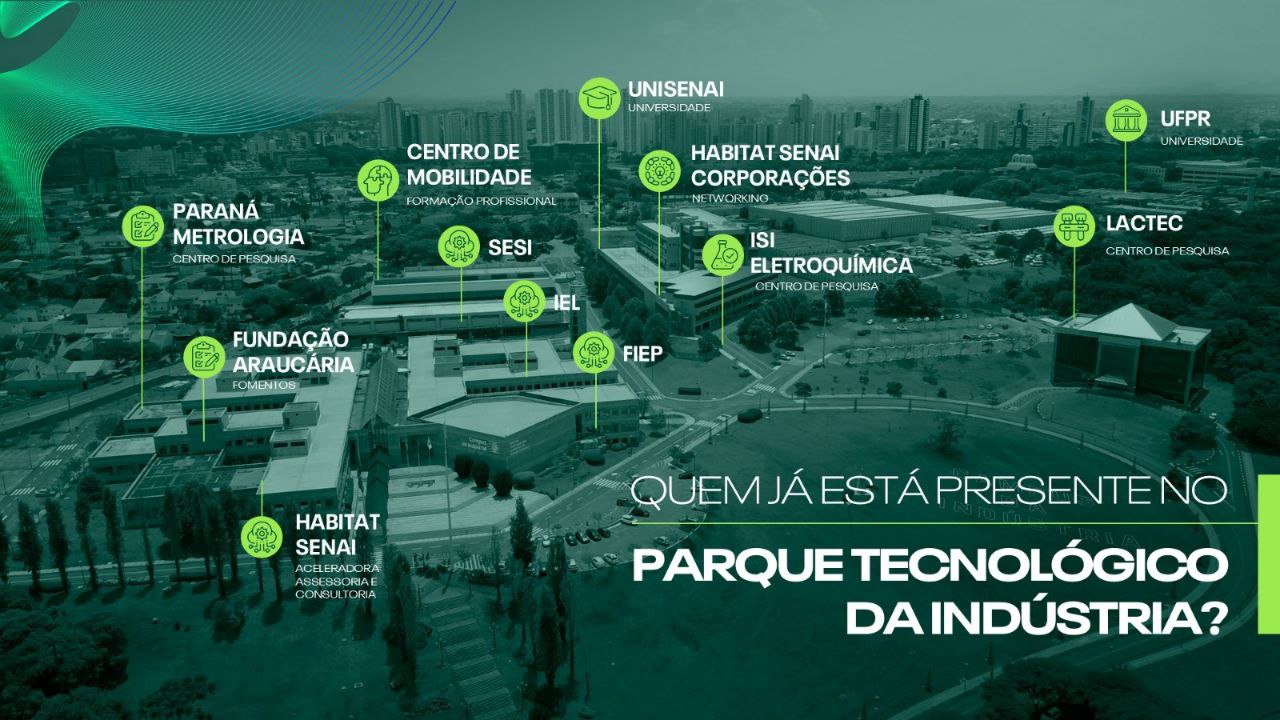 UNISENAI
UNIVERSIDADE
UFPR
UNIVERSIDADE
CENTRO DE
MOBILIDADE
FORMAÇÃO PROFISSIONAL
HABITAT SENAI
CORPORAÇÕES
NETWORKING
PARANÁ
METROLOGIA
CENTRO DE PESQUISA
SESI
ISI
ELETROQUÍMICA
CENTRO DE PESQUISA
LACTEC
CENTRO DE PESQUISA
IEL
FUNDAÇÃO
ARAUCÁRIA
FOMENTOS
FIEP
HABITAT
SENAI
ACELERADORA
ASSESSORIA E
CONSULTORIA
QUEM JÁ ESTÁ PRESENTE NO
PARQUE TECNOLÓGICO
DA INDÚSTRIA?
INDÚSTRIA